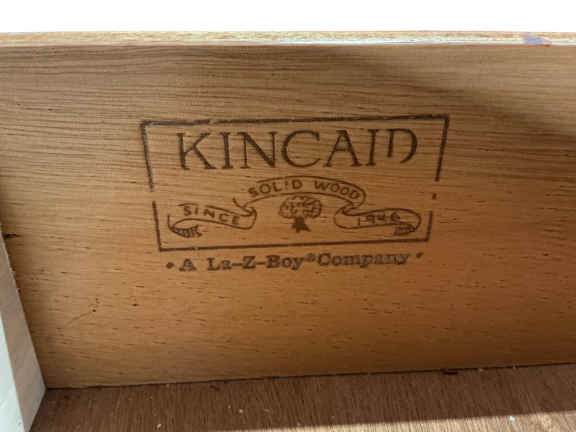 KINCAID
SOLID WOOD
SINCE 1946
• A La-Z-Boy® Company •